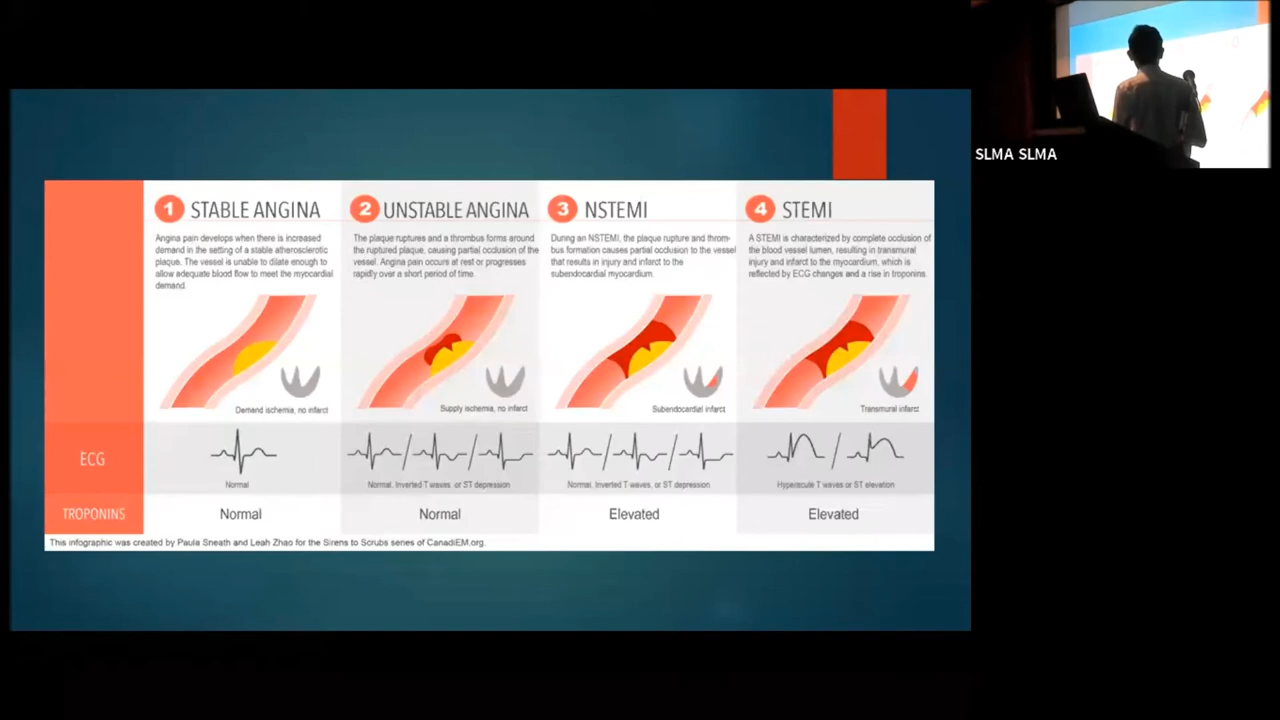 SLMA SLMA
1 STABLE ANGINA
Angina pain develops when there is increased
demand in the setting of a stable atherosclerotic
plaque. The vessel is unable to dilate enough to
allow adequate blood flow to meet the myocardial
demand.
Demand ischemia, no infarct
2 UNSTABLE ANGINA
The plaque ruptures and a thrombus forms around
the ruptured plaque, causing partial occlusion of the
vessel. Angina pain occurs at rest or progresses
rapidly over a short period of time.
Supply ischemia, no infarct
3 NSTEMI
During an NSTEMI, the plaque rupture and throm-
bus formation causes partial occlusion to the vessel
that results in injury and infarct to the
subendocardial myocardium.
Subendocardial infarct
4 STEMI
A STEMI is characterized by complete occlusion of
the blood vessel lumen, resulting in transmural
injury and infarct to the myocardium, which is
reflected by ECG changes and a rise in troponins.
Transmural infarct
ECG
Normal
Normal, Inverted T waves, or ST depression
Normal, Inverted T waves, or ST depression
Hyperacute T waves or ST elevation
TROPONINS
Normal
Normal
Elevated
Elevated
This infographic was created by Paula Sneath and Leah Zhao for the Sirens to Scrubs series of CanadiEM.org.